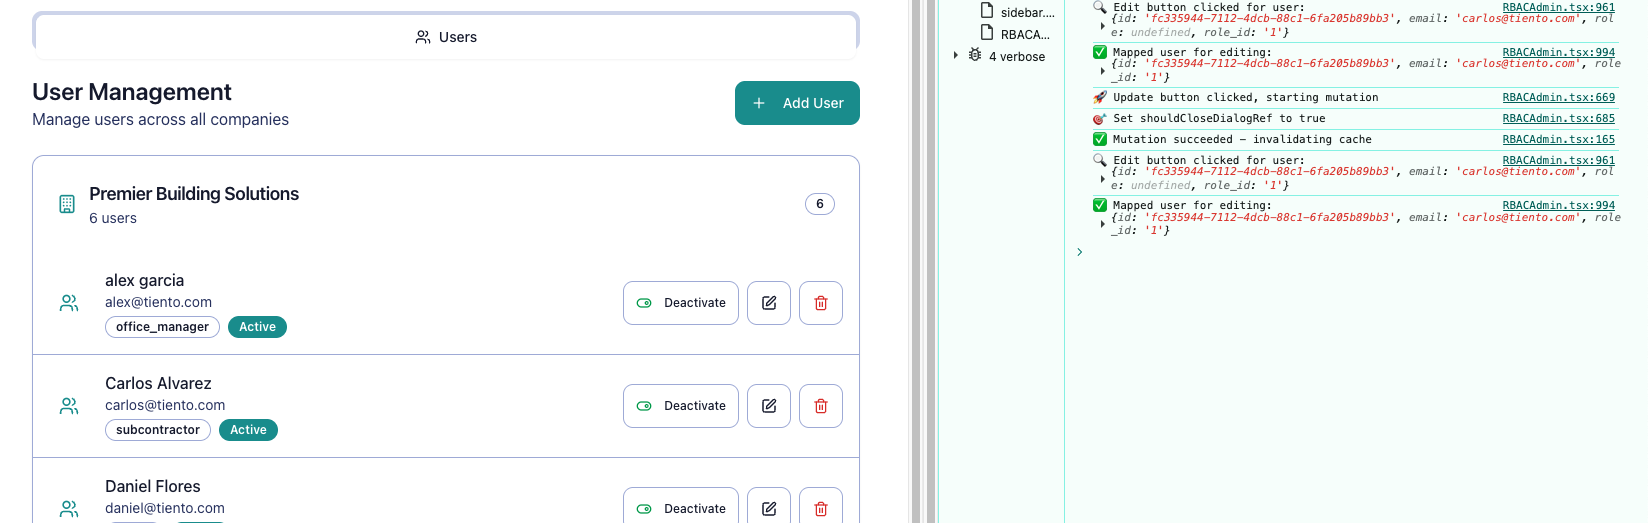 Users
User Management
Manage users across all companies
Add User
Premier Building Solutions
6 users
6
alex garcia
alex@tiento.com
office_manager Active
Deactivate
Carlos Alvarez
carlos@tiento.com
subcontractor Active
Deactivate
Daniel Flores
daniel@tiento.com
Deactivate
sidebar....
RBACA...
4 verbose
🔍 Edit button clicked for user: RBACAdmin.tsx:961
{id: 'fc335944-7112-4dcb-88c1-6fa205b89bb3', email: 'carlos@tiento.com', rol
e: undefined, role_id: '1'}
✅ Mapped user for editing: RBACAdmin.tsx:994
{id: 'fc335944-7112-4dcb-88c1-6fa205b89bb3', email: 'carlos@tiento.com', role
_id: '1'}
🚀 Update button clicked, starting mutation RBACAdmin.tsx:669
🎯 Set shouldCloseDialogRef to true RBACAdmin.tsx:685
✅ Mutation succeeded – invalidating cache RBACAdmin.tsx:165
🔍 Edit button clicked for user: RBACAdmin.tsx:961
{id: 'fc335944-7112-4dcb-88c1-6fa205b89bb3', email: 'carlos@tiento.com', rol
e: undefined, role_id: '1'}
✅ Mapped user for editing: RBACAdmin.tsx:994
{id: 'fc335944-7112-4dcb-88c1-6fa205b89bb3', email: 'carlos@tiento.com', role
_id: '1'}